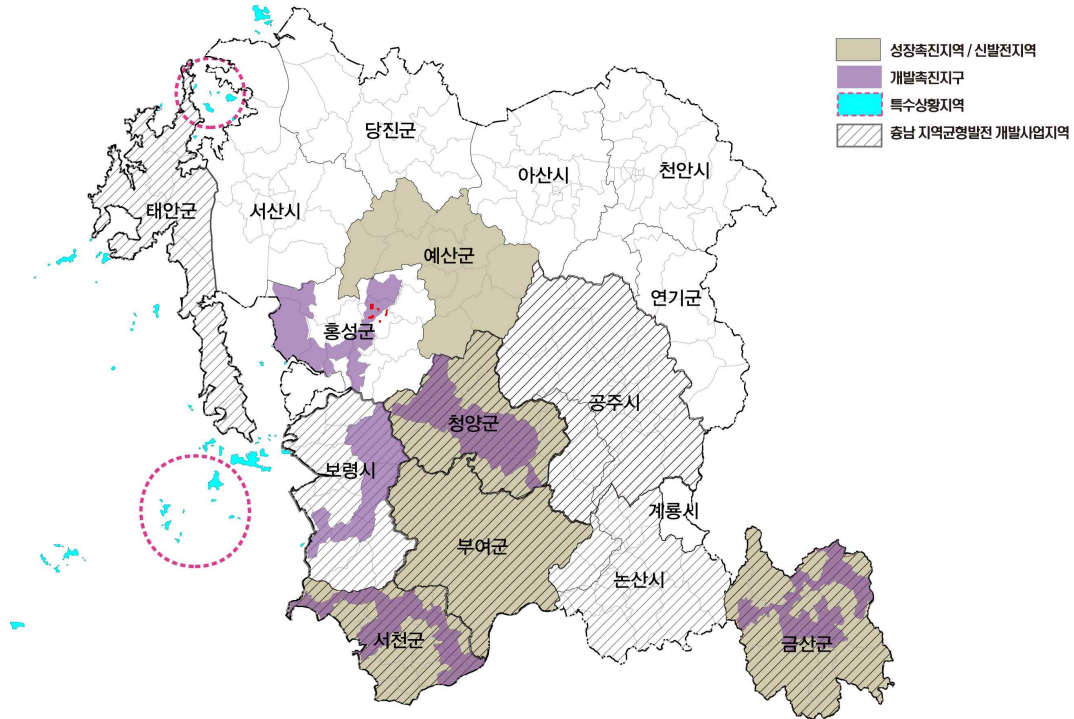 성장촉진지역 / 신발전지역
개발촉진지구
특수상황지역
충남 지역균형발전 개발사업지역
당진군
아산시
천안시
태안군
서산시
예산군
연기군
홍성군
공주시
청양군
보령시
계룡시
부여군
논산시
서천군
금산군